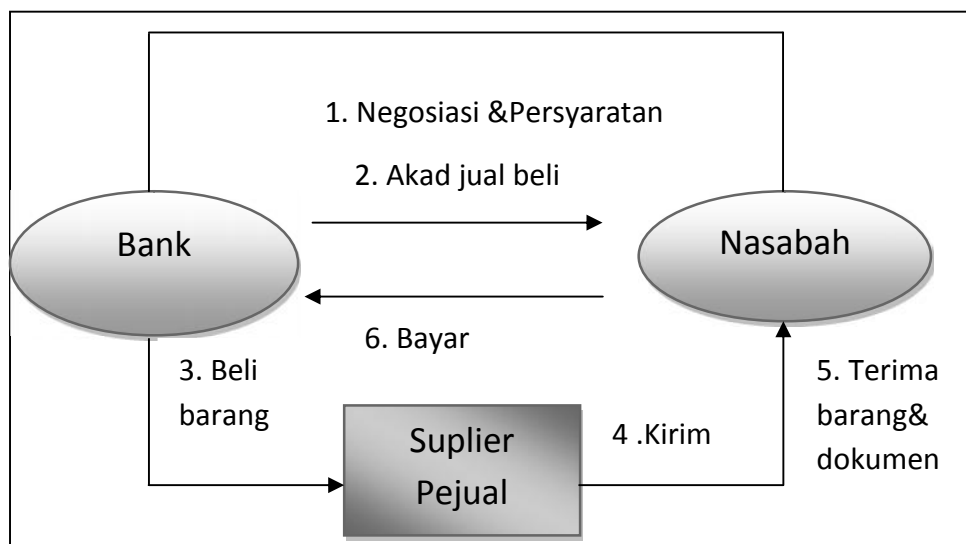 1. Negosiasi &Persyaratan
2. Akad jual beli
Bank
Nasabah
6. Bayar
3. Beli
barang
Suplier
Pejual
4 .Kirim
5. Terima
barang&
dokumen